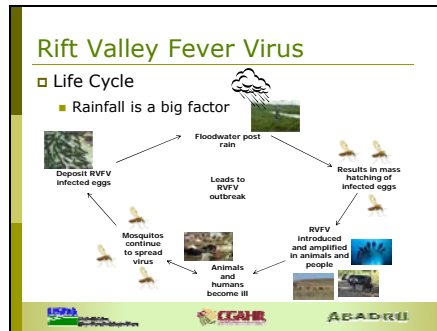 Rift Valley Fever Virus
Life Cycle
Rainfall is a big factor
Floodwater post
rain
Deposit RVFV
infected eggs
Leads to
RVFV
outbreak
Results in mass
hatching of
infected eggs
Mosquitos
continue
to spread
virus
RVFV
introduced
and amplified
in animals and
people
Animals
and
humans
become ill
USDA
CGAHR
ABADRU